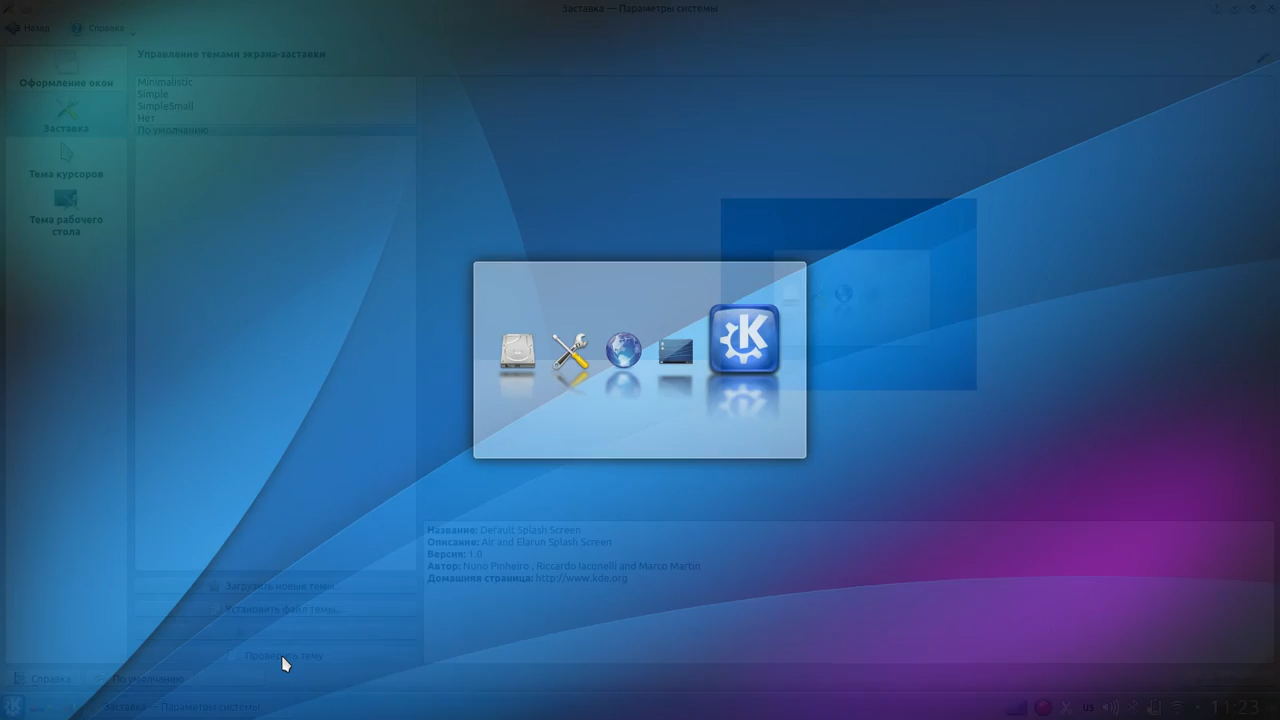 Заставка — Параметры системы
Назад
Справка
Управление темами экрана-заставки
Оформление окон
Заставка
Тема курсоров
Тема рабочего
стола
Minimalistic
Simple
SimpleSmall
Нет
По умолчанию
Название: Default Splash Screen
Описание: Air and Elarun Splash Screen
Версия: 1.0
Автор: Nuno Pinheiro , Riccardo Iaconelli and Marco Martin
Домашняя страница: http://www.kde.org
Загрузить новые темы...
Установить файл темы...
Проверить тему
Справка
По умолчанию
Заставка — Параметры системы
us
11:23